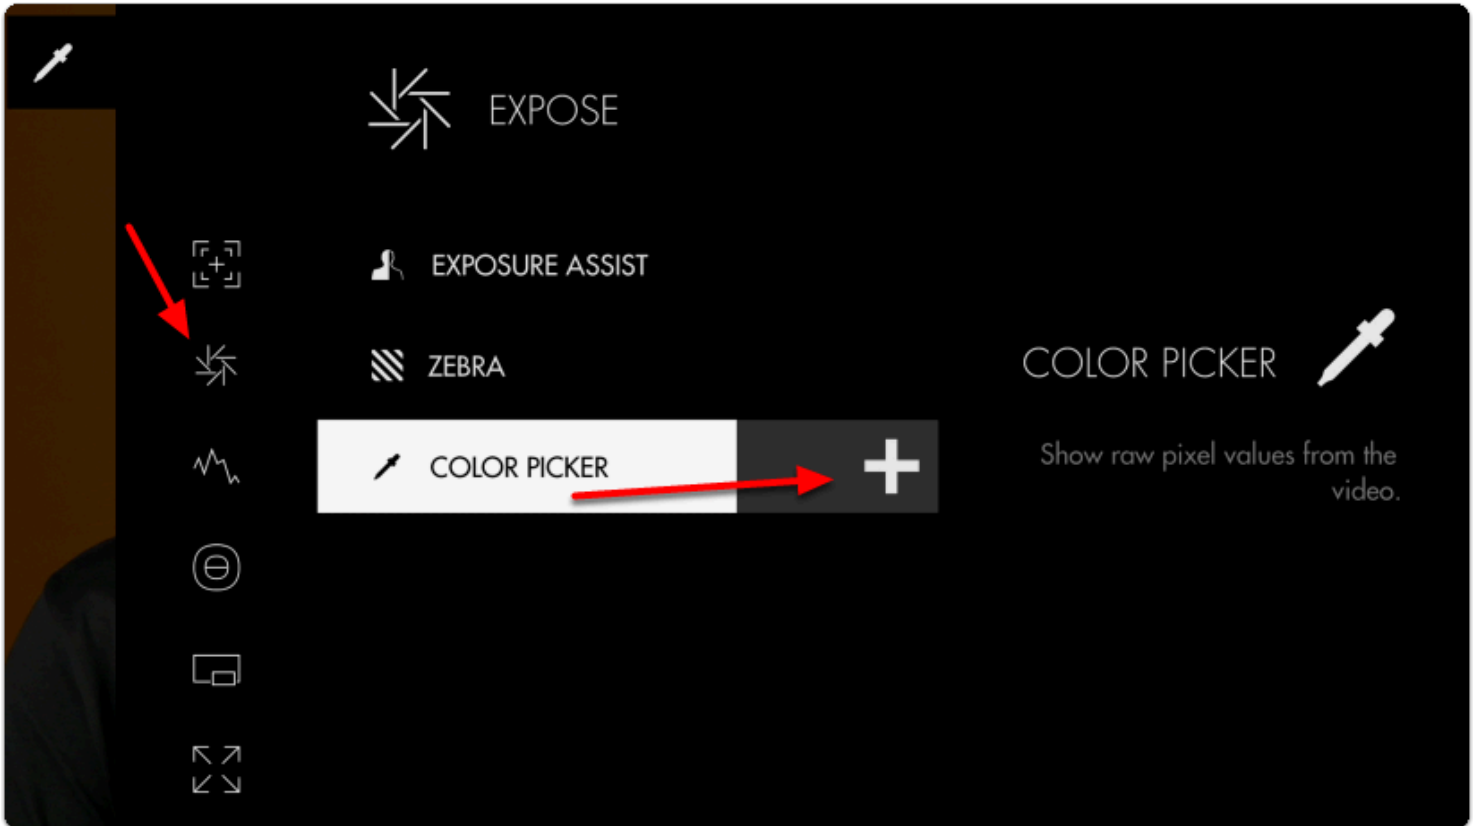 EXPOSE
EXPOSURE ASSIST
ZEBRA
COLOR PICKER
COLOR PICKER
Show raw pixel values from the
video.